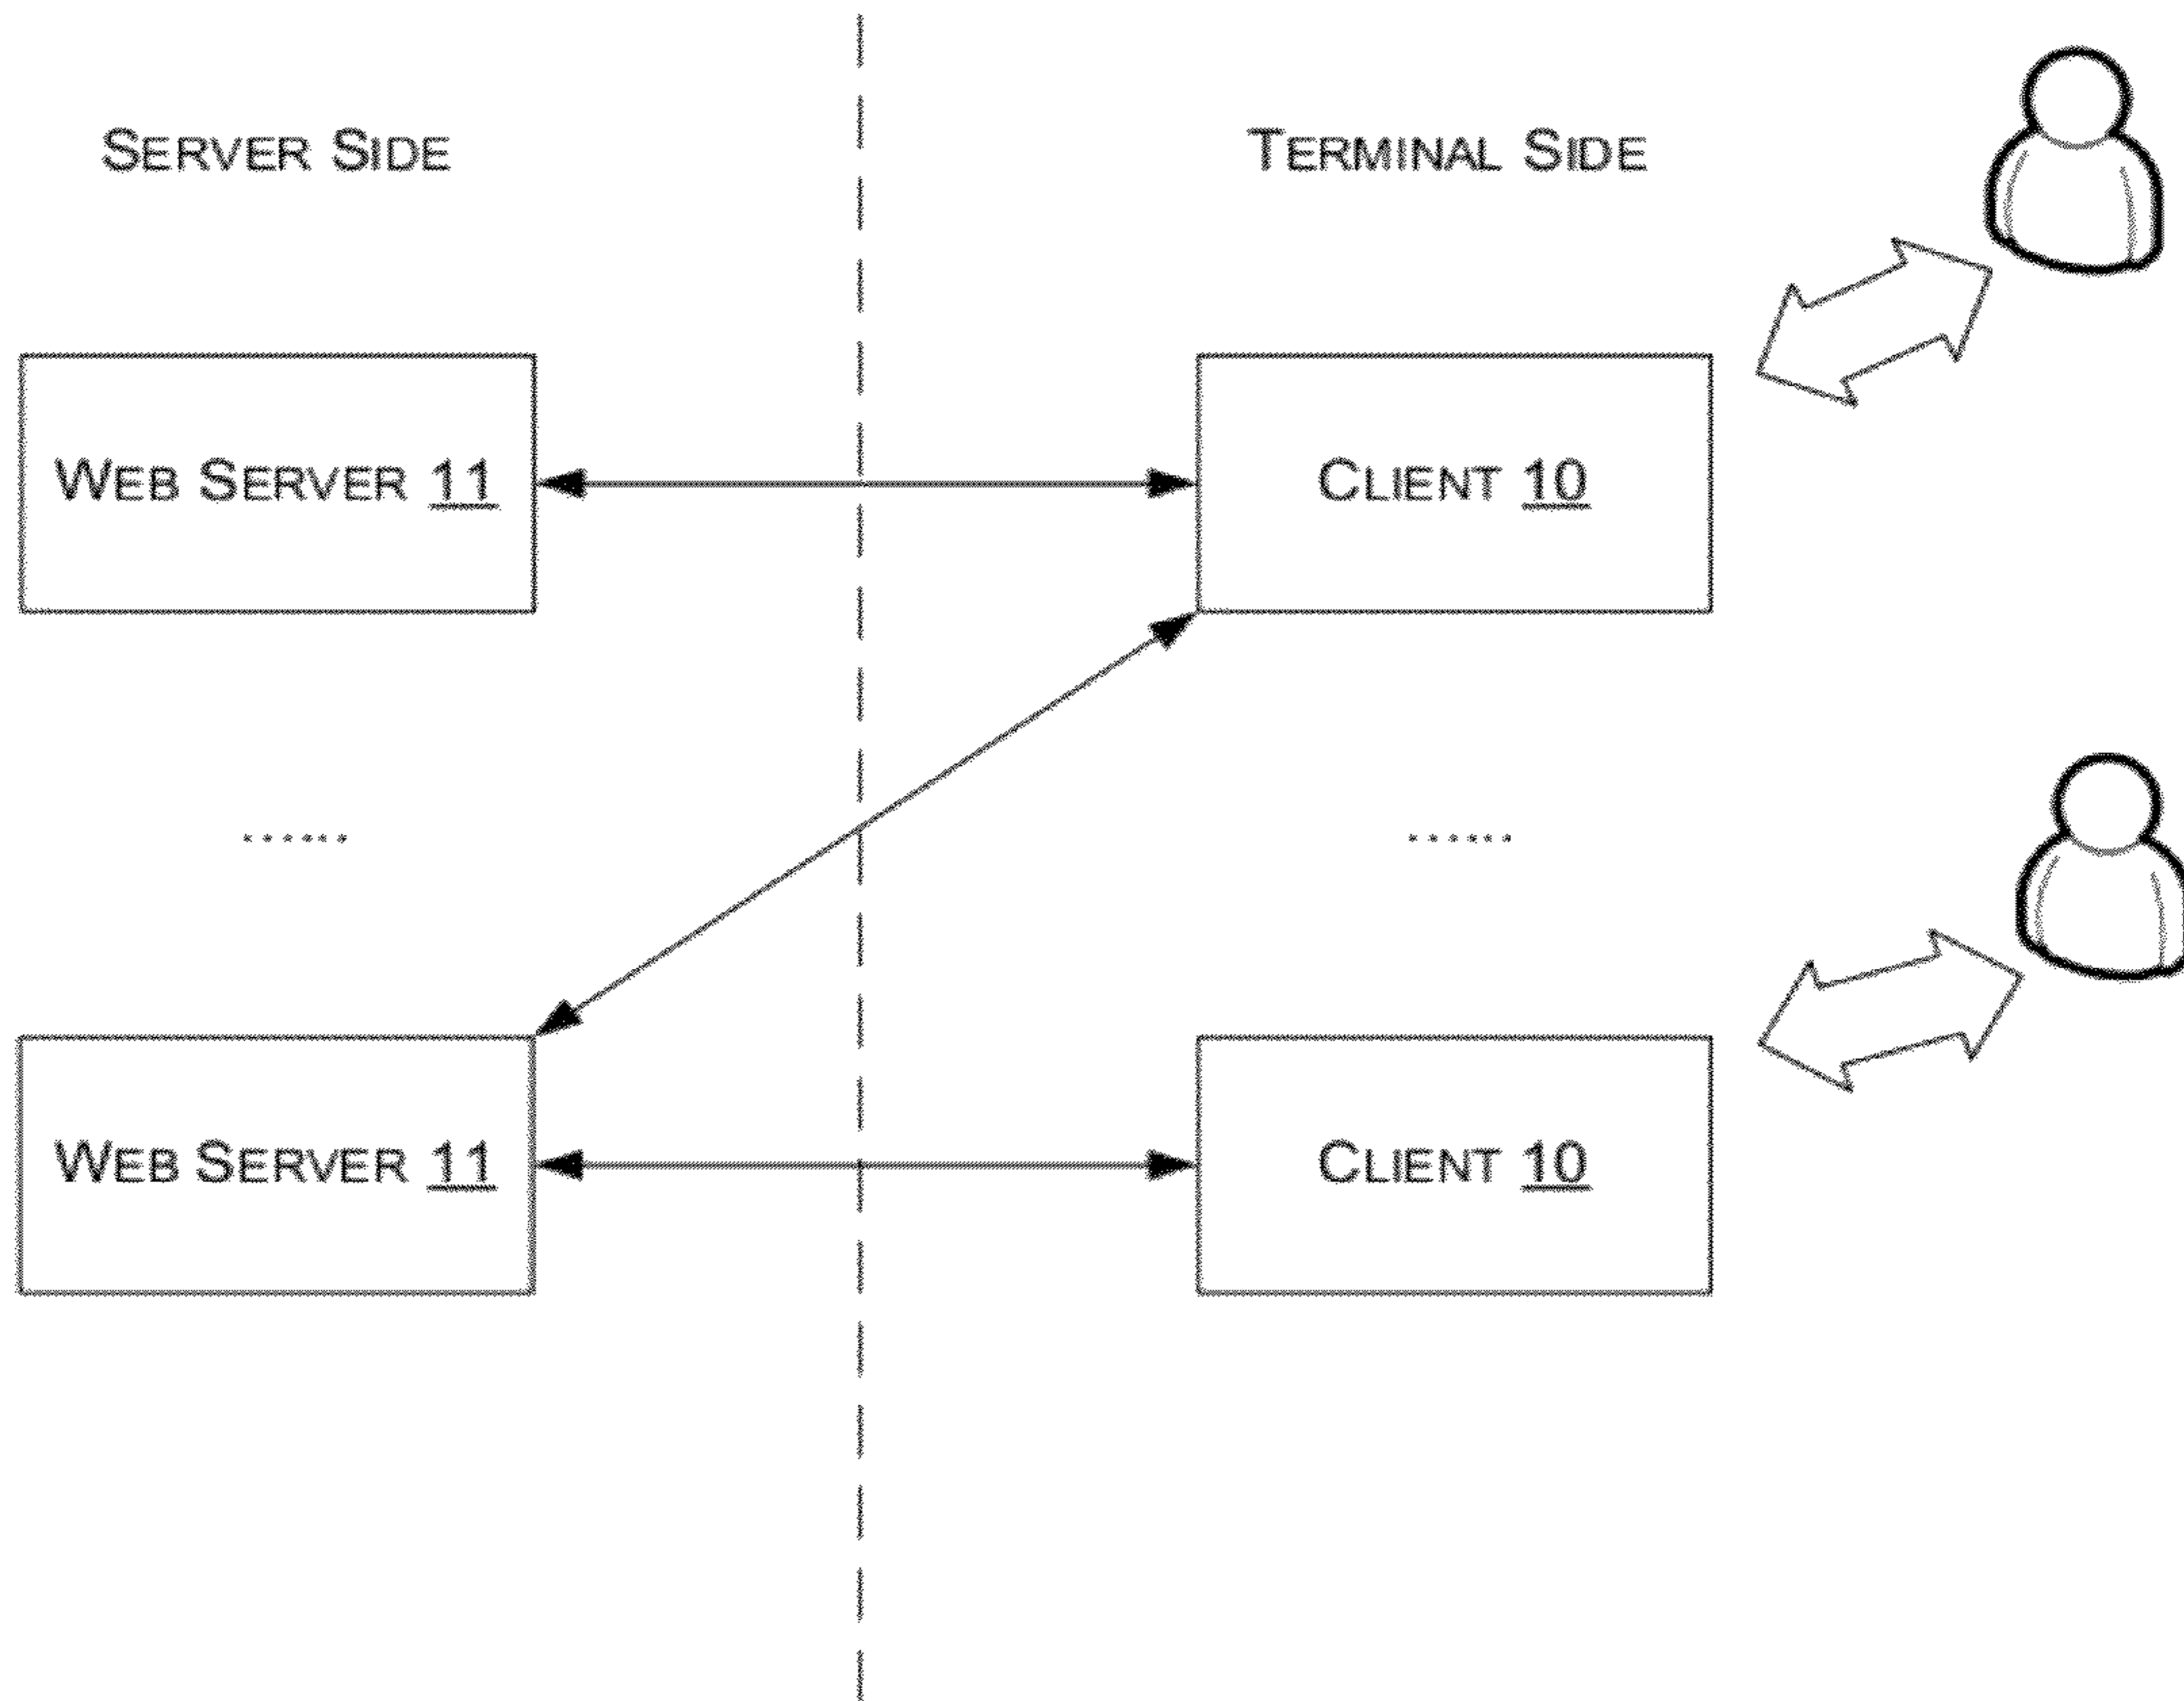 SERVER SIDE
TERMINAL SIDE
WEB SERVER 11
CLIENT 10
...... 
......
WEB SERVER 11
CLIENT 10